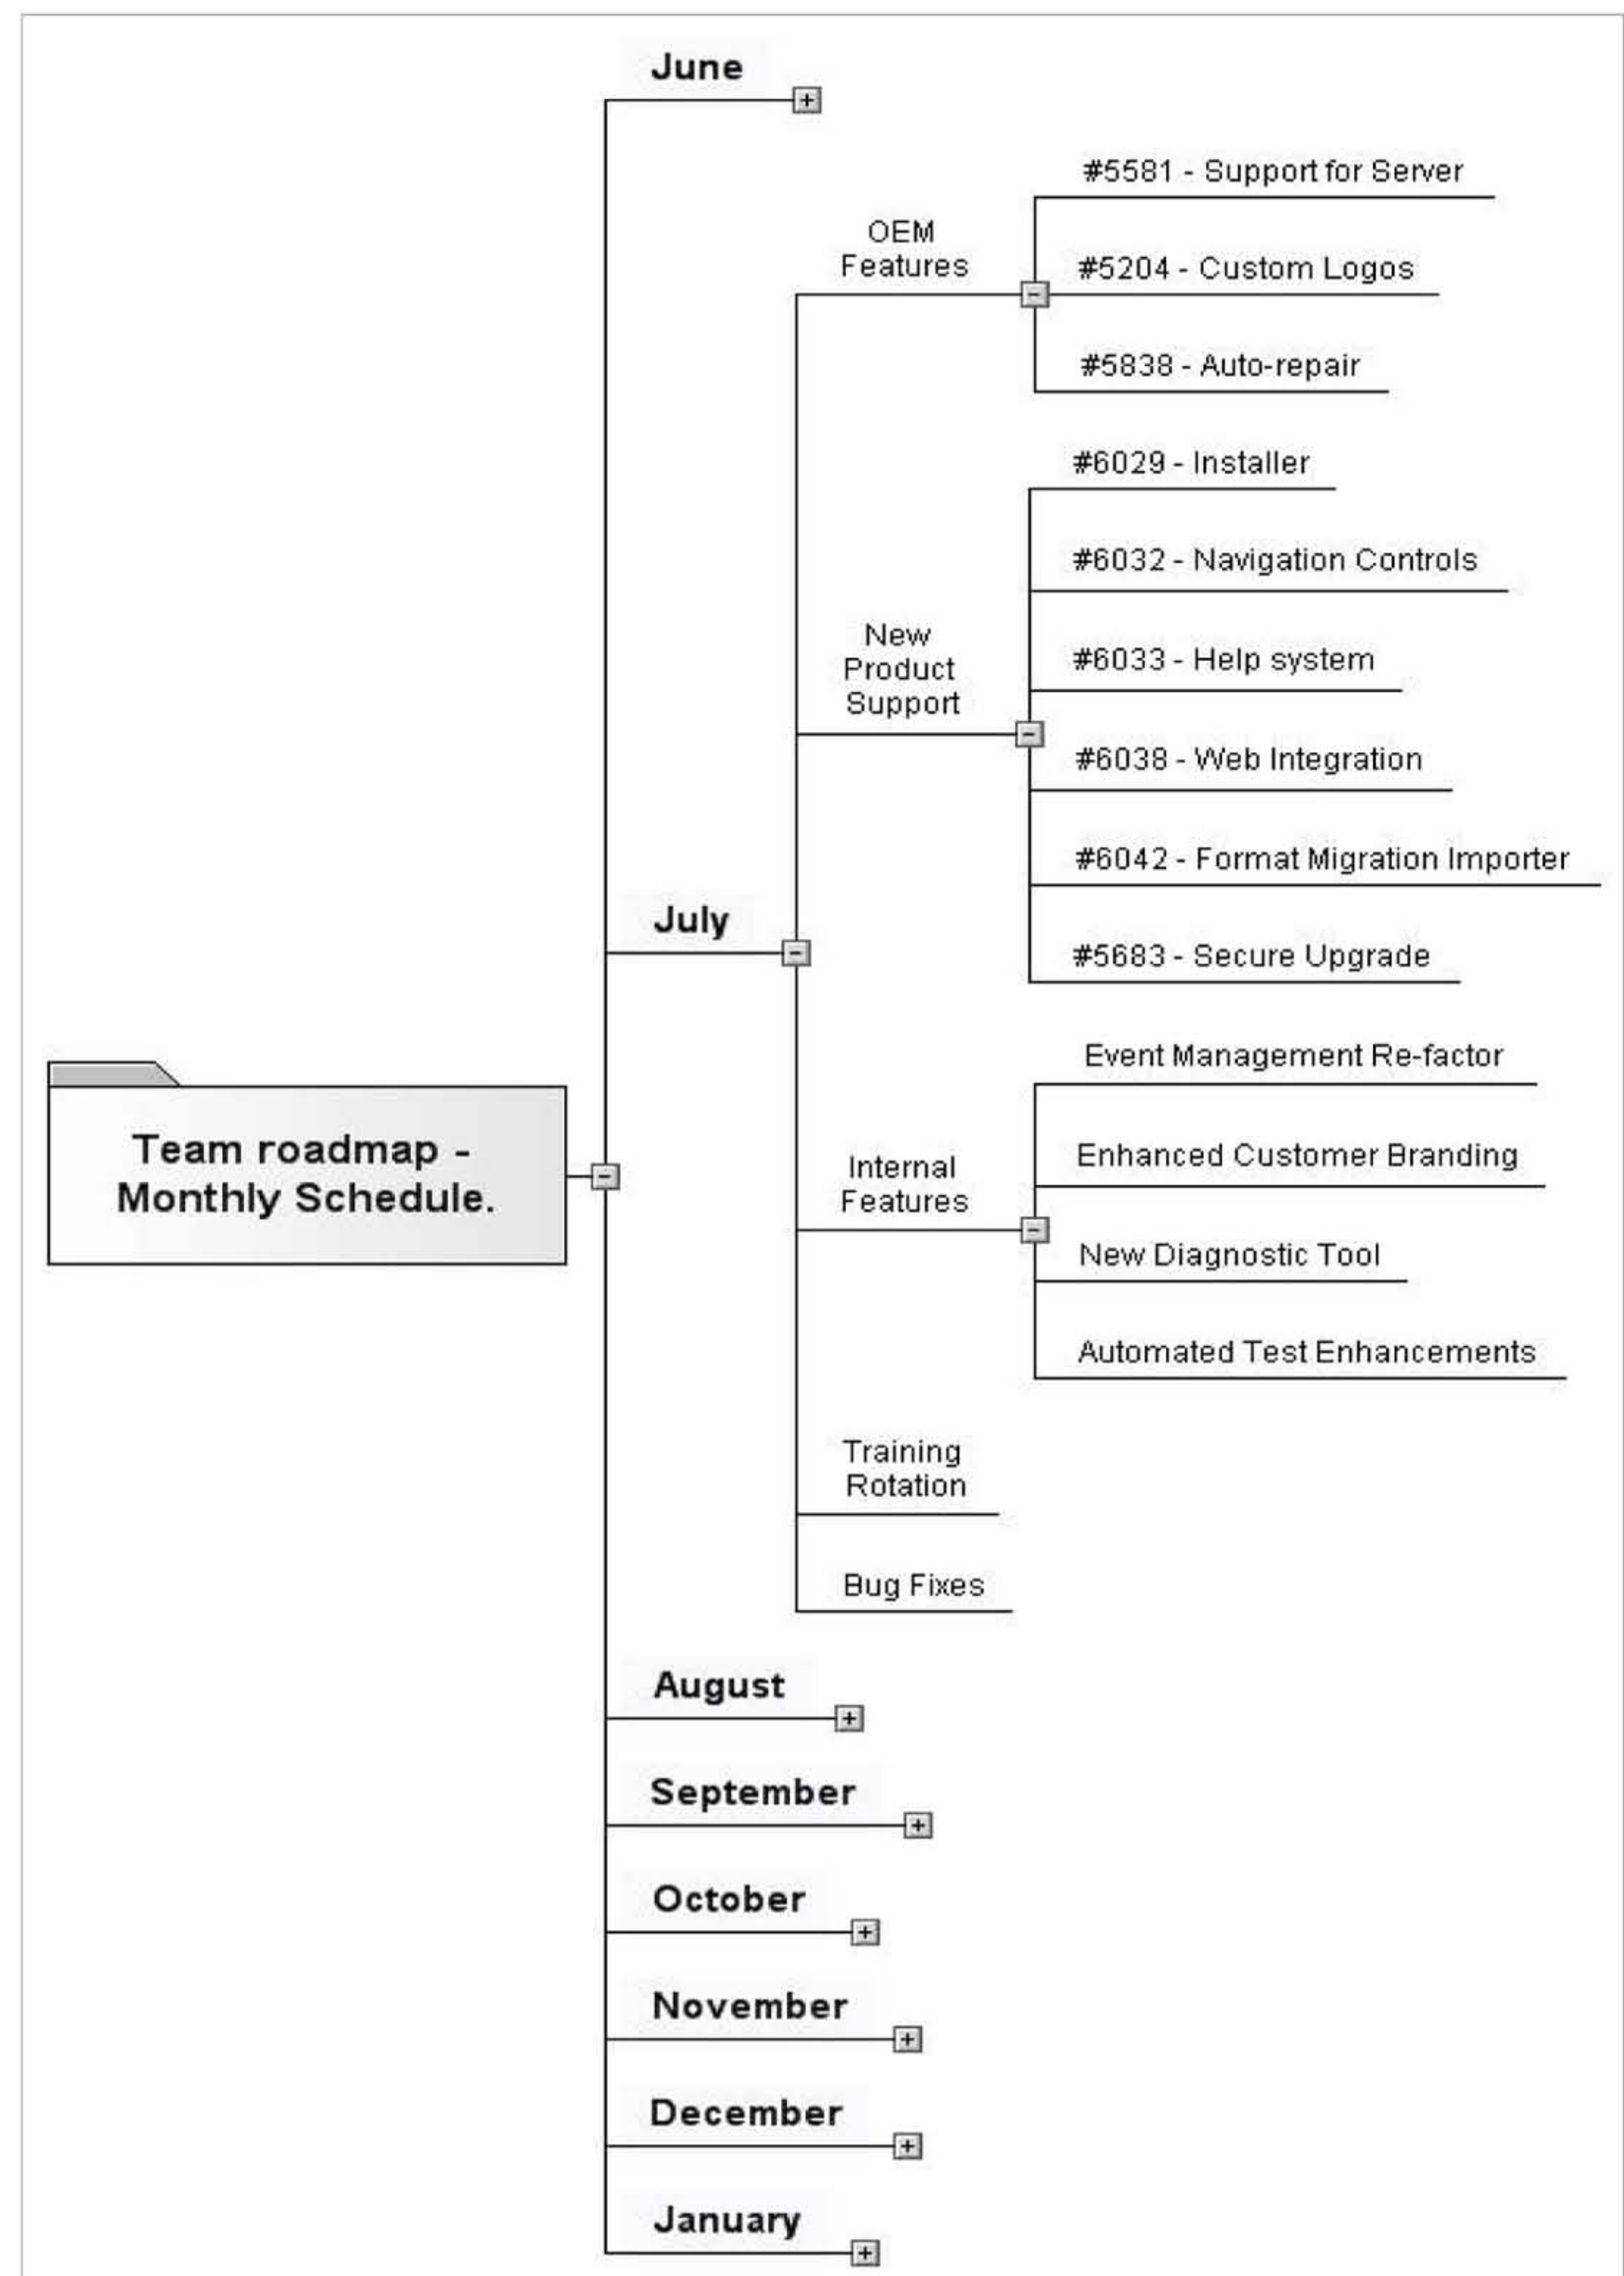 June
#5581 - Support for Server
OEM
Features
#5204 - Custom Logos
#5838 - Auto-repair
#6029 - Installer
#6032 - Navigation Controls
New
Product
Support
#6033 - Help system
#6038 - Web Integration
#6042 - Format Migration Importer
July
#5683 - Secure Upgrade
Event Management Re-factor
Team roadmap -
Monthly Schedule.
Internal
Features
Enhanced Customer Branding
New Diagnostic Tool
Automated Test Enhancements
Training
Rotation
Bug Fixes
August
September
October
November
December
January